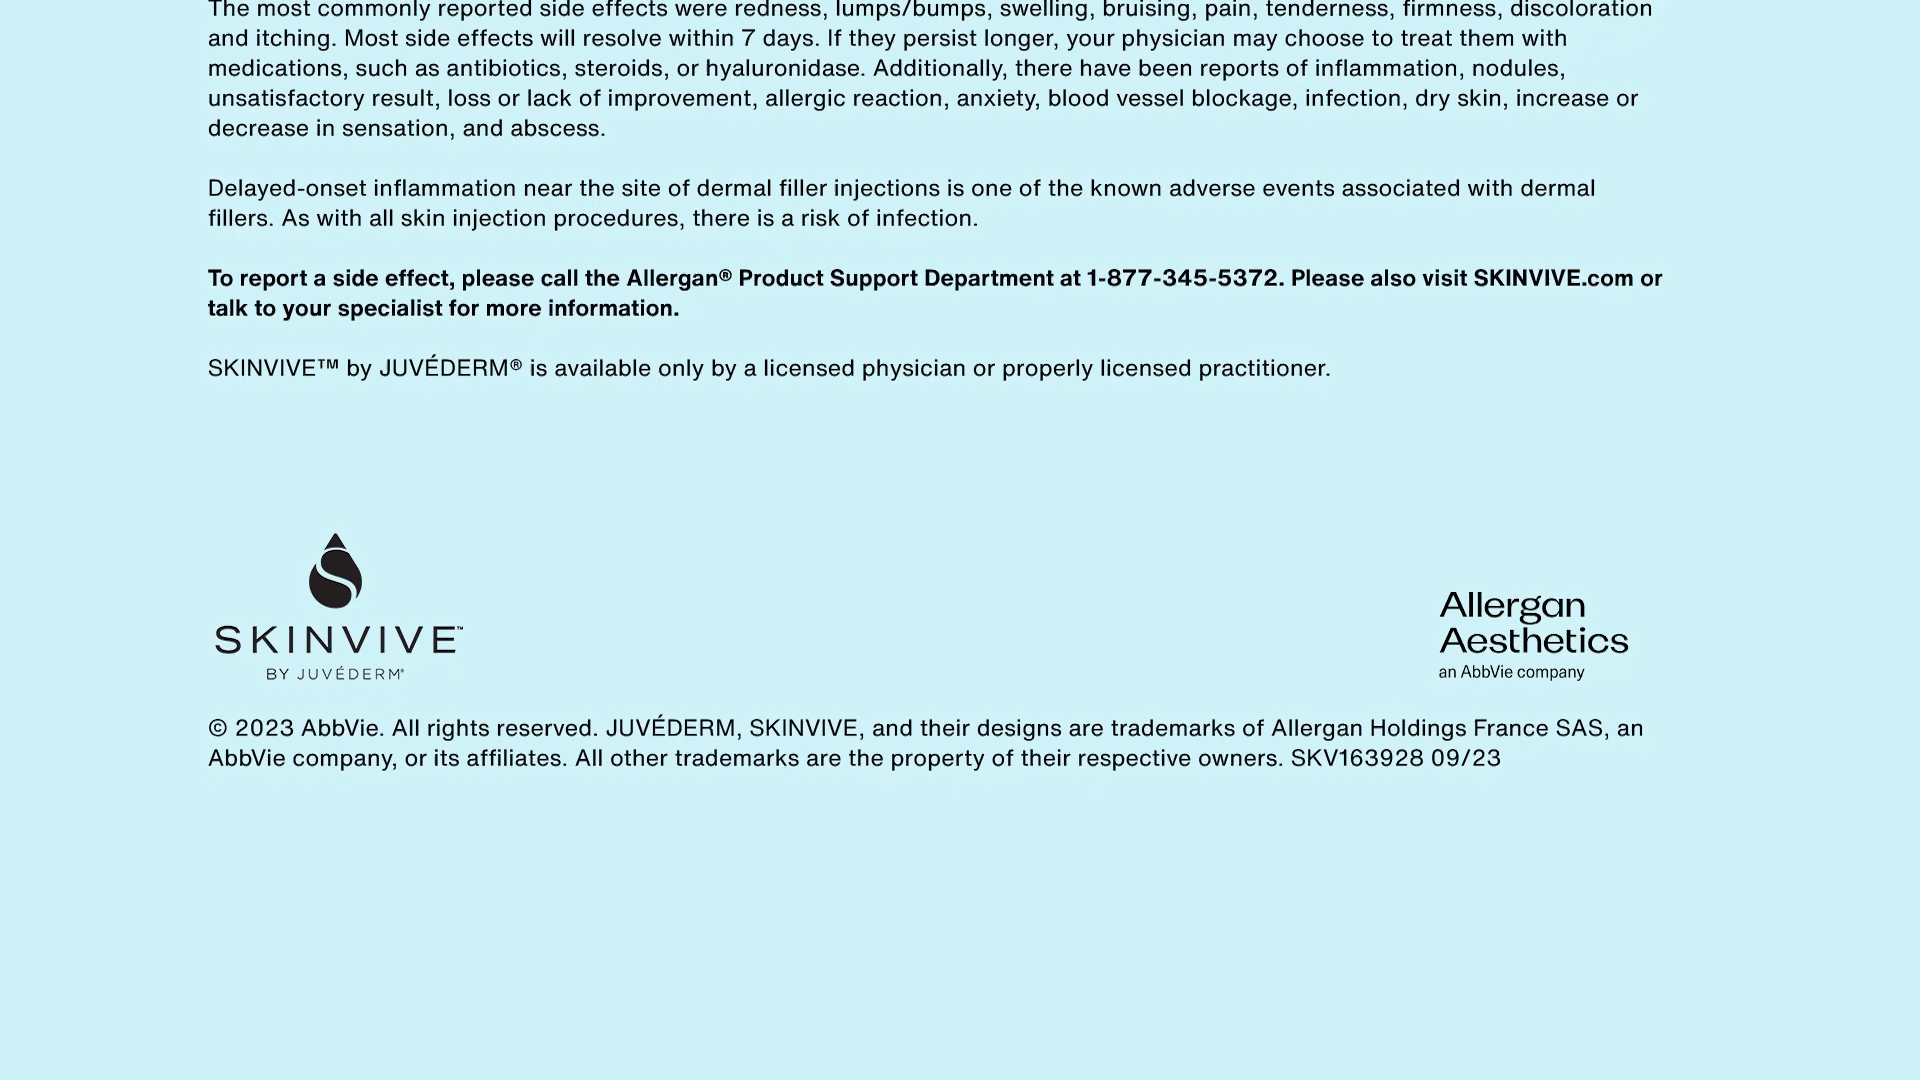 The most commonly reported side effects were redness, lumps/bumps, swelling, bruising, pain, tenderness, firmness, discoloration
and itching. Most side effects will resolve within 7 days. If they persist longer, your physician may choose to treat them with
medications, such as antibiotics, steroids, or hyaluronidase. Additionally, there have been reports of inflammation, nodules,
unsatisfactory result, loss or lack of improvement, allergic reaction, anxiety, blood vessel blockage, infection, dry skin, increase or
decrease in sensation, and abscess.
Delayed-onset inflammation near the site of dermal filler injections is one of the known adverse events associated with dermal
fillers. As with all skin injection procedures, there is a risk of infection.
To report a side effect, please call the Allergan® Product Support Department at 1-877-345-5372. Please also visit SKINVIVE.com or
talk to your specialist for more information.
SKINVIVE™ by JUVÉDERM® is available only by a licensed physician or properly licensed practitioner.
SKINVIVE™
BY JUVÉDERM®
Allergan
Aesthetics
an AbbVie company
© 2023 AbbVie. All rights reserved. JUVÉDERM, SKINVIVE, and their designs are trademarks of Allergan Holdings France SAS, an
AbbVie company, or its affiliates. All other trademarks are the property of their respective owners. SKV163928 09/23